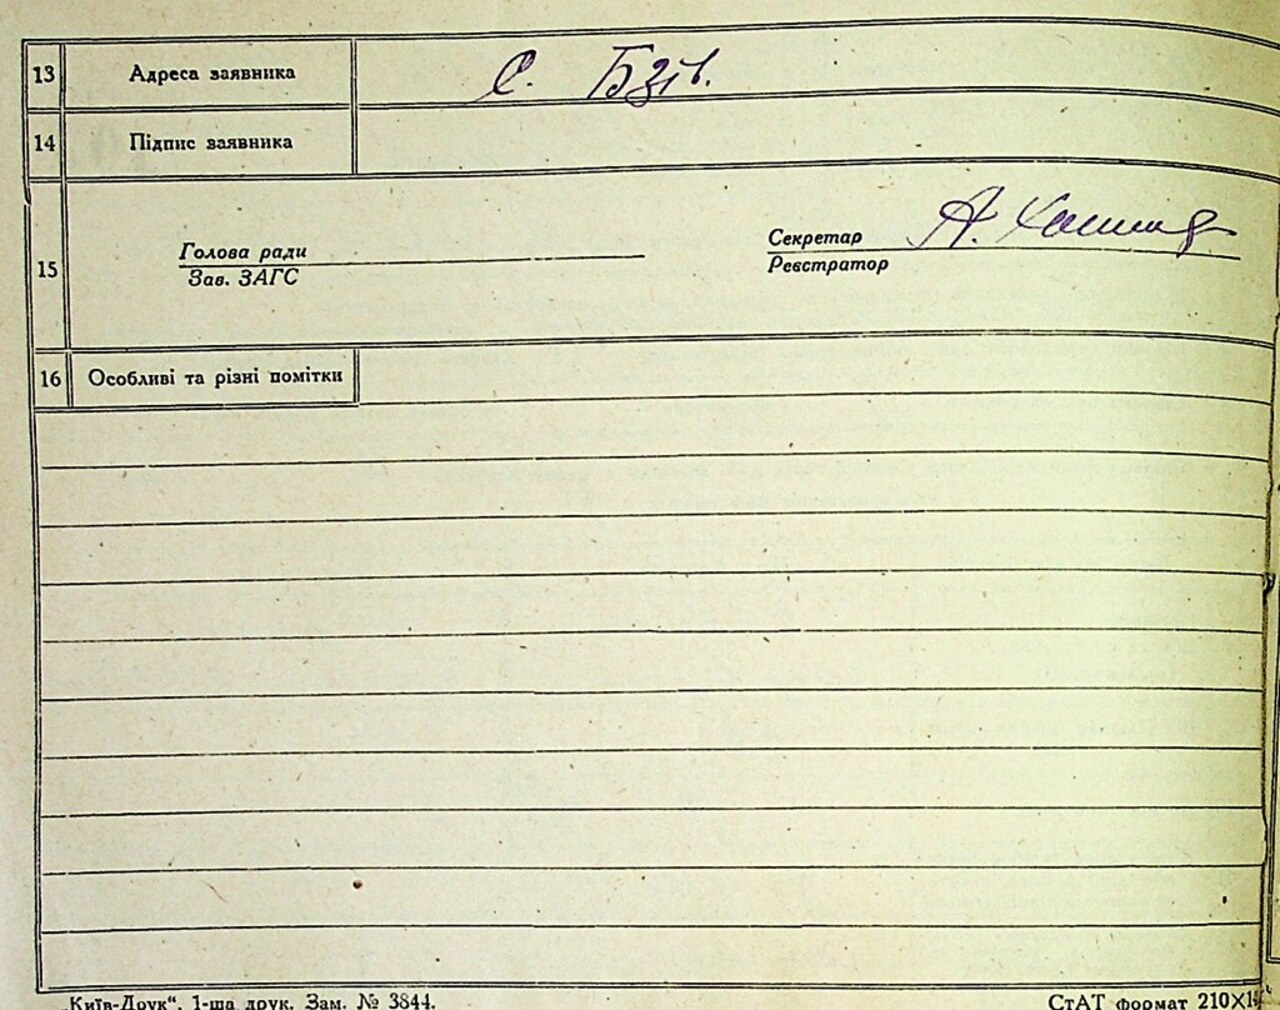 13 Адреса заявника С. Бзів.
14 Підпис заявника
Голова ради
Зав. ЗАГС
Секретар А.
Реєстратор
15
16 Особливі та різні помітки
„Київ-Друк“. 1-ша друк. Зам. № 3844.
СтАТ формат 210X14